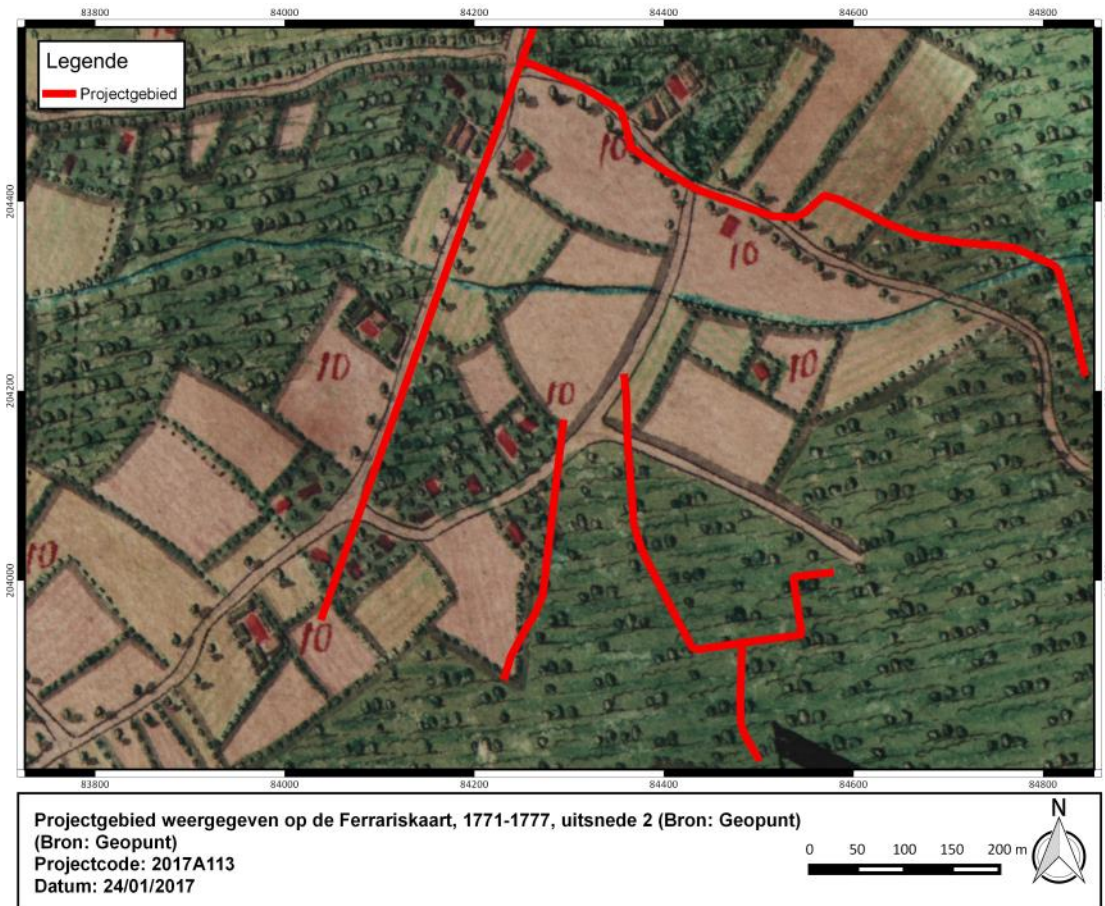 83800 84000 84200 84400 84600 84800
Legende
Projectgebied
204400
204200
204000
10
10
10
10
10
10
10
83800 84000 84200 84400 84600 84800
Projectgebied weergegeven op de Ferrariskaart, 1771-1777, uitsnede 2 (Bron: Geopunt)
(Bron: Geopunt)
Projectcode: 2017A113
Datum: 24/01/2017
0 50 100 150 200 m
N